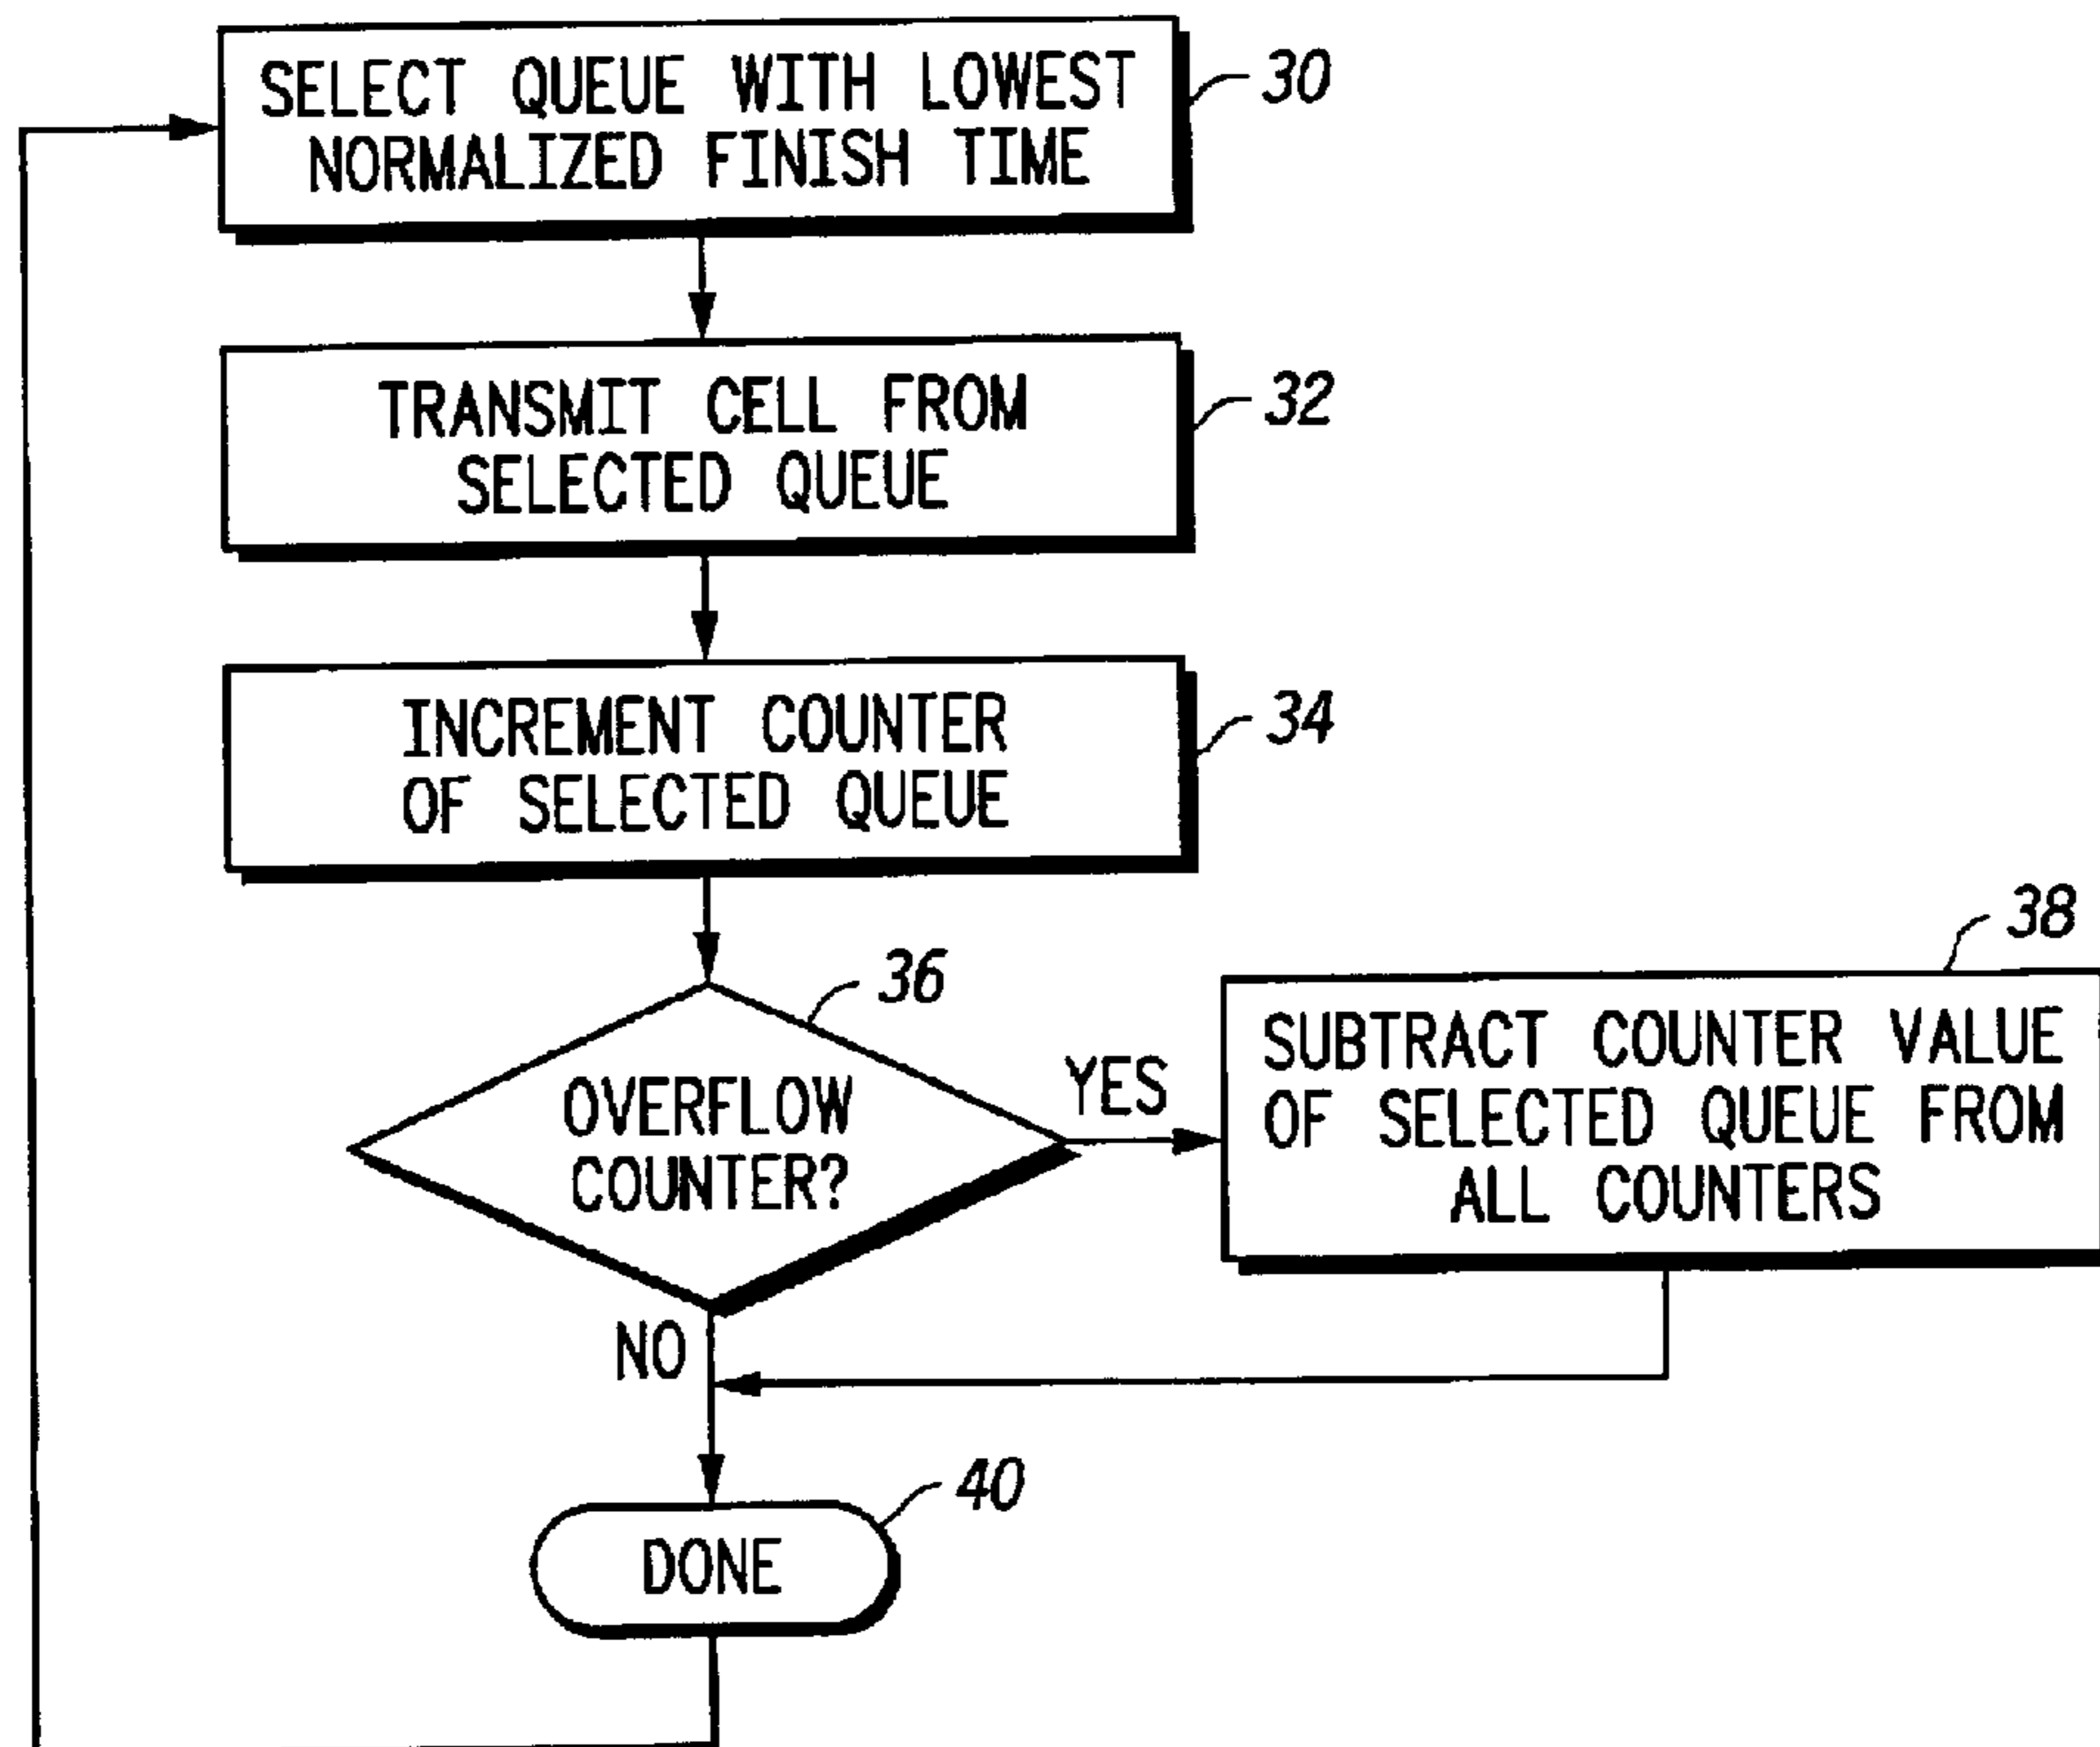 SELECT QUEUE WITH LOWEST
NORMALIZED FINISH TIME
30
TRANSMIT CELL FROM
SELECTED QUEUE
32
INCREMENT COUNTER
OF SELECTED QUEUE
34
36
OVERFLOW
COUNTER?
YES
NO
38
SUBTRACT COUNTER VALUE
OF SELECTED QUEUE FROM
ALL COUNTERS
40
DONE